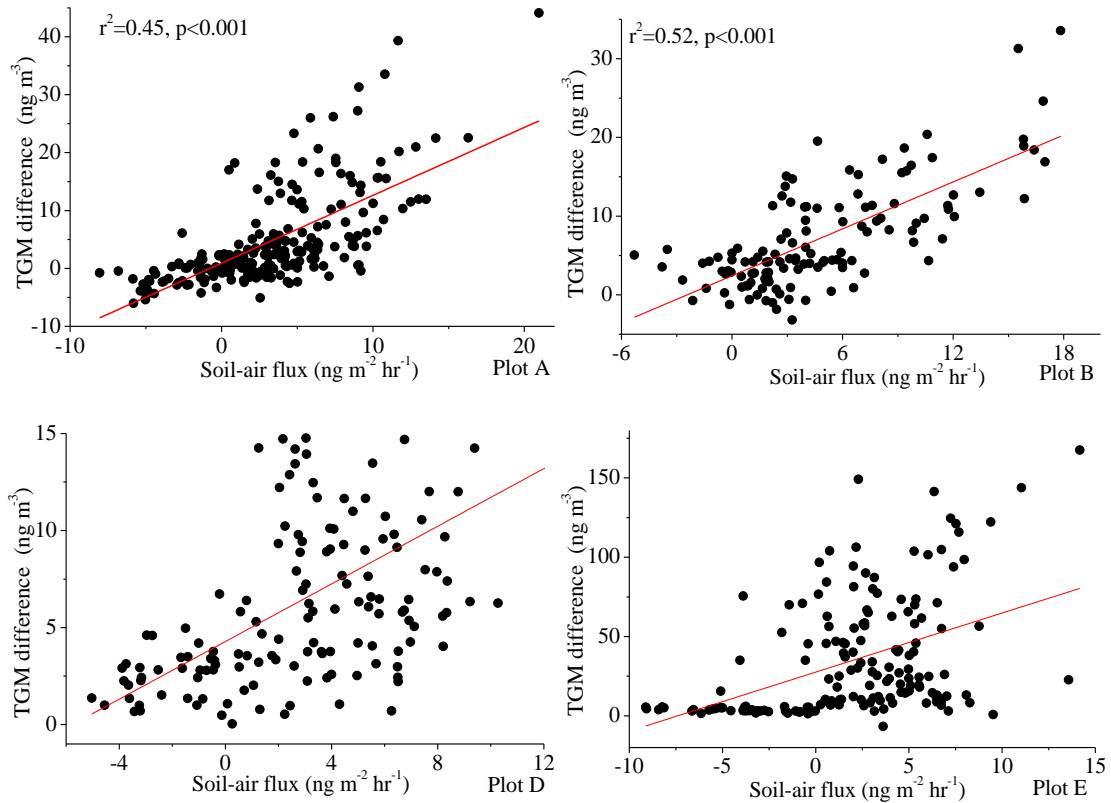 r²=0.45, p<0.001
TGM difference (ng m⁻³)
40
30
20
10
0
-10
-10
0
10
20
Soil-air flux (ng m⁻² hr⁻¹)
Plot A
r²=0.52, p<0.001
TGM difference (ng m⁻³)
30
20
10
0
-6
0
6
12
18
Soil-air flux (ng m⁻² hr⁻¹)
Plot B
TGM difference (ng m⁻³)
15
10
5
0
-4
0
4
8
12
Soil-air flux (ng m⁻² hr⁻¹)
Plot D
TGM difference (ng m⁻³)
150
100
50
0
-10
-5
0
5
10
15
Soil-air flux (ng m⁻² hr⁻¹)
Plot E